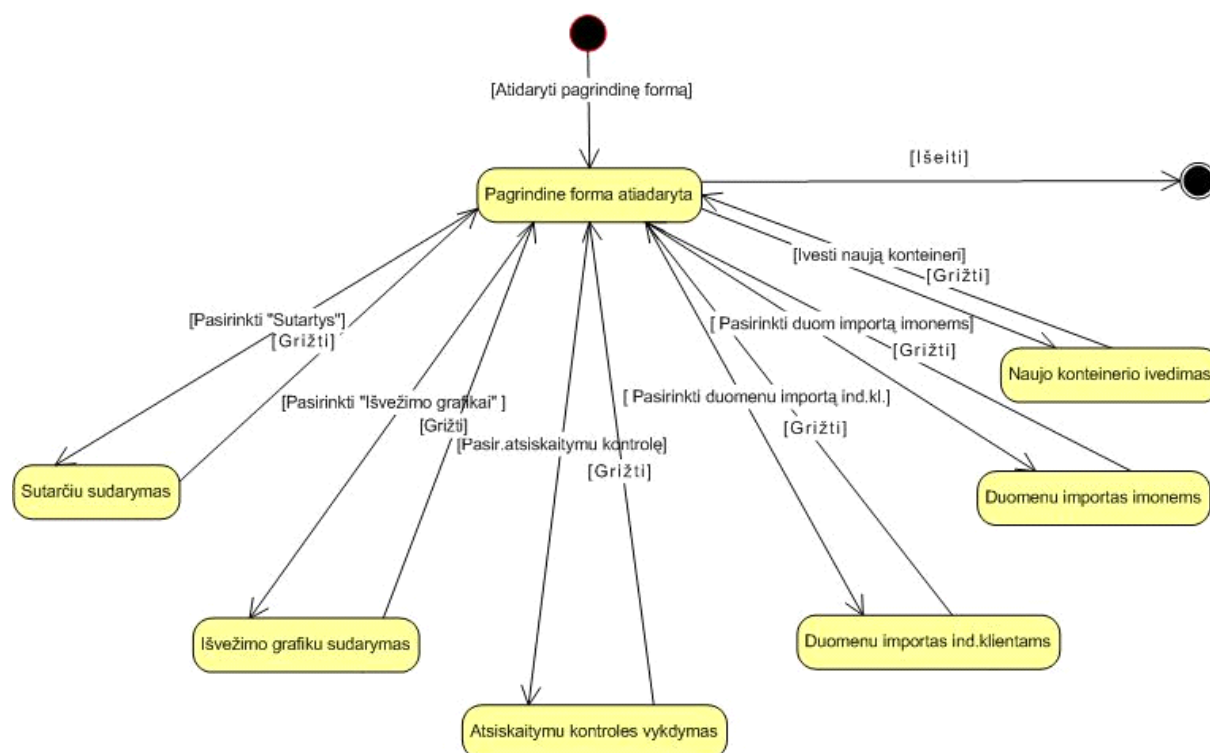 [Atidaryti pagrindinę formą]
[Išeiti]
Pagrindine forma atiadaryta
[Ivesti naują konteineri]
[Grižti]
[Pasirinkti "Sutartys"]
[Grižti]
[ Pasirinkti duom importą imonems]
[Grižti]
Naujo konteinerio ivedimas
[Pasirinkti "Išvežimo grafikai" ]
[Grižti]
[ Pasirinkti duomenu importą ind.kl.]
[Grižti]
[Pasir.atsiskaitymu kontrolę]
[Grižti]
Sutarčiu sudarymas
Duomenu importas imonems
Išvežimo grafiku sudarymas
Duomenu importas ind.klientams
Atsiskaitymu kontroles vykdymas